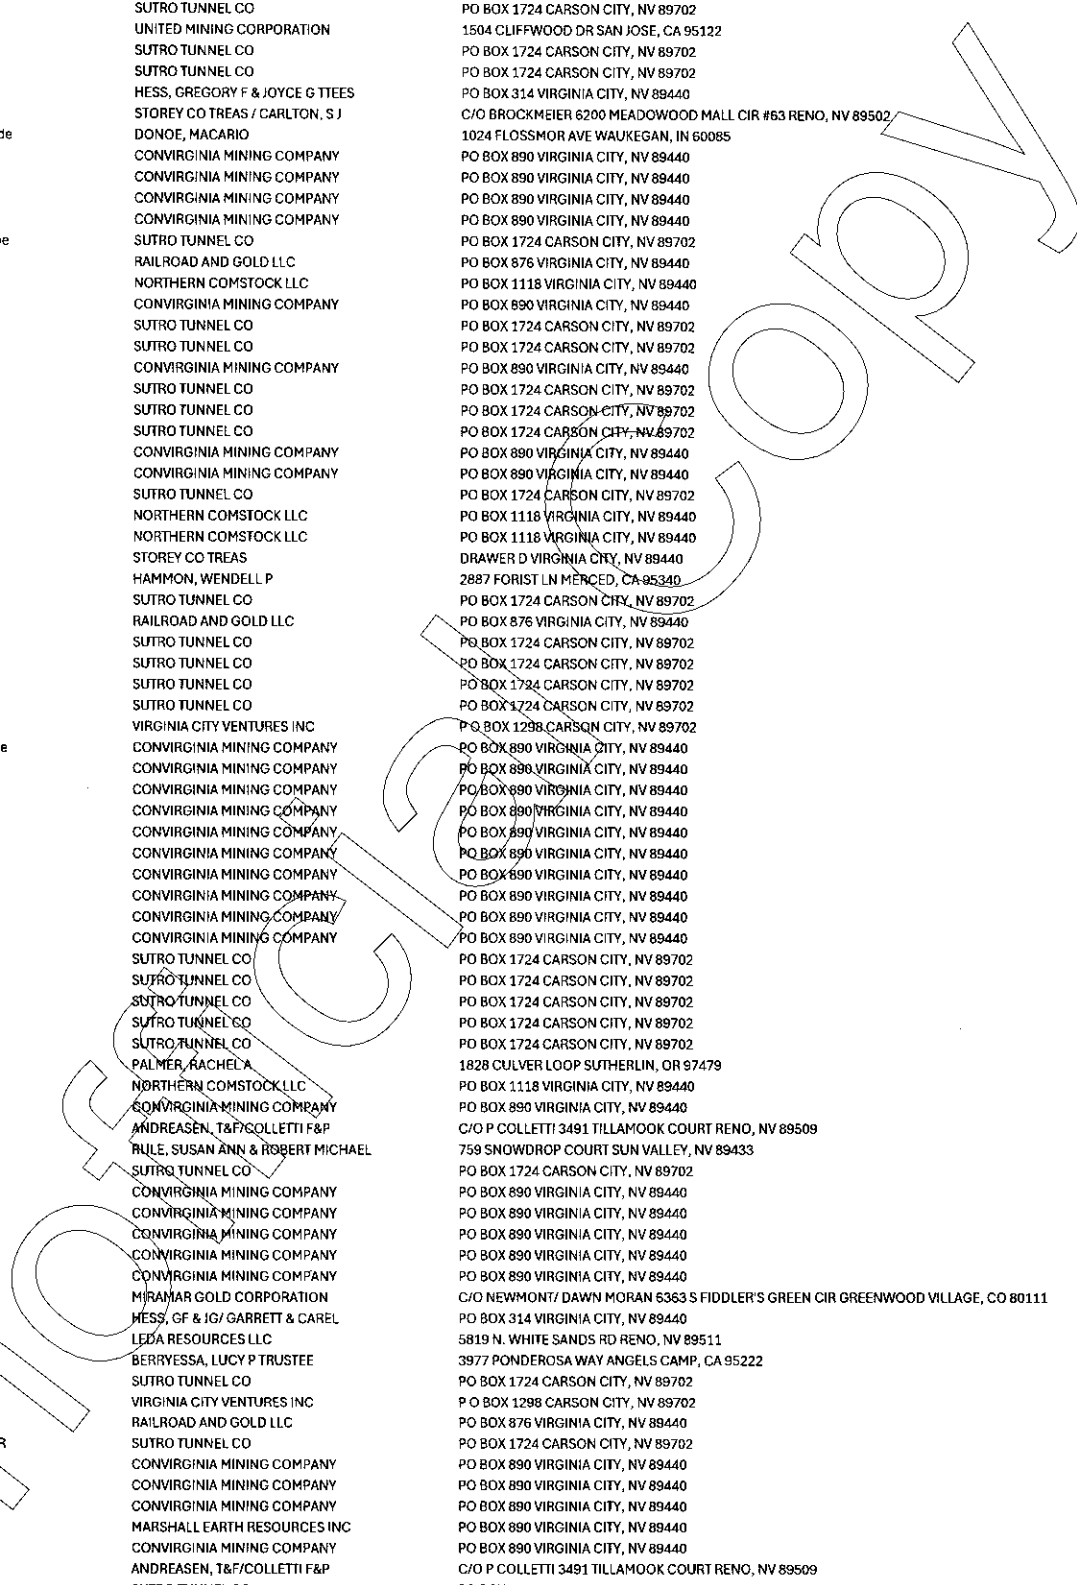 SUTRO TUNNEL CO PO BOX 1724 CARSON CITY, NV 89702
UNITED MINING CORPORATION 1504 CLIFFWOOD DR SAN JOSE, CA 95122
SUTRO TUNNEL CO PO BOX 1724 CARSON CITY, NV 89702
SUTRO TUNNEL CO PO BOX 1724 CARSON CITY, NV 89702
HESS, GREGORY F & JOYCE G TTEES PO BOX 314 VIRGINIA CITY, NV 89440
STOREY CO TREAS / CARLTON, S J C/O BROCKMEIER 6200 MEADOWOOD MALL CIR #63 RENO, NV 89502
de DONOE, MACARIO 1024 FLOSSMOR AVE WAUKEGAN, IN 60085
CONVIRGINIA MINING COMPANY PO BOX 890 VIRGINIA CITY, NV 89440
CONVIRGINIA MINING COMPANY PO BOX 890 VIRGINIA CITY, NV 89440
CONVIRGINIA MINING COMPANY PO BOX 890 VIRGINIA CITY, NV 89440
CONVIRGINIA MINING COMPANY PO BOX 890 VIRGINIA CITY, NV 89440
SUTRO TUNNEL CO PO BOX 1724 CARSON CITY, NV 89702
RAILROAD AND GOLD LLC PO BOX 876 VIRGINIA CITY, NV 89440
NORTHERN COMSTOCK LLC PO BOX 1118 VIRGINIA CITY, NV 89440
CONVIRGINIA MINING COMPANY PO BOX 890 VIRGINIA CITY, NV 89440
SUTRO TUNNEL CO PO BOX 1724 CARSON CITY, NV 89702
SUTRO TUNNEL CO PO BOX 1724 CARSON CITY, NV 89702
CONVIRGINIA MINING COMPANY PO BOX 890 VIRGINIA CITY, NV 89440
SUTRO TUNNEL CO PO BOX 1724 CARSON CITY, NV 89702
SUTRO TUNNEL CO PO BOX 1724 CARSON CITY, NV 89702
SUTRO TUNNEL CO PO BOX 1724 CARSON CITY, NV 89702
CONVIRGINIA MINING COMPANY PO BOX 890 VIRGINIA CITY, NV 89440
CONVIRGINIA MINING COMPANY PO BOX 890 VIRGINIA CITY, NV 89440
SUTRO TUNNEL CO PO BOX 1724 CARSON CITY, NV 89702
NORTHERN COMSTOCK LLC PO BOX 1118 VIRGINIA CITY, NV 89440
NORTHERN COMSTOCK LLC PO BOX 1118 VIRGINIA CITY, NV 89440
STOREY CO TREAS DRAWER D VIRGINIA CITY, NV 89440
HAMMON, WENDELL P 2887 FORIST LN MERCED, CA 95340
SUTRO TUNNEL CO PO BOX 1724 CARSON CITY, NV 89702
RAILROAD AND GOLD LLC PO BOX 876 VIRGINIA CITY, NV 89440
SUTRO TUNNEL CO PO BOX 1724 CARSON CITY, NV 89702
SUTRO TUNNEL CO PO BOX 1724 CARSON CITY, NV 89702
SUTRO TUNNEL CO PO BOX 1724 CARSON CITY, NV 89702
SUTRO TUNNEL CO PO BOX 1724 CARSON CITY, NV 89702
VIRGINIA CITY VENTURES INC P O BOX 1298 CARSON CITY, NV 89702
e CONVIRGINIA MINING COMPANY PO BOX 890 VIRGINIA CITY, NV 89440
CONVIRGINIA MINING COMPANY PO BOX 890 VIRGINIA CITY, NV 89440
CONVIRGINIA MINING COMPANY PO BOX 890 VIRGINIA CITY, NV 89440
CONVIRGINIA MINING COMPANY PO BOX 890 VIRGINIA CITY, NV 89440
CONVIRGINIA MINING COMPANY PO BOX 890 VIRGINIA CITY, NV 89440
CONVIRGINIA MINING COMPANY PO BOX 890 VIRGINIA CITY, NV 89440
CONVIRGINIA MINING COMPANY PO BOX 890 VIRGINIA CITY, NV 89440
CONVIRGINIA MINING COMPANY PO BOX 890 VIRGINIA CITY, NV 89440
CONVIRGINIA MINING COMPANY PO BOX 890 VIRGINIA CITY, NV 89440
CONVIRGINIA MINING COMPANY PO BOX 890 VIRGINIA CITY, NV 89440
SUTRO TUNNEL CO PO BOX 1724 CARSON CITY, NV 89702
SUTRO TUNNEL CO PO BOX 1724 CARSON CITY, NV 89702
SUTRO TUNNEL CO PO BOX 1724 CARSON CITY, NV 89702
SUTRO TUNNEL CO PO BOX 1724 CARSON CITY, NV 89702
SUTRO TUNNEL CO PO BOX 1724 CARSON CITY, NV 89702
PALMER, RACHEL A 1828 CULVER LOOP SUTHERLIN, OR 97479
NORTHERN COMSTOCK LLC PO BOX 1118 VIRGINIA CITY, NV 89440
CONVIRGINIA MINING COMPANY PO BOX 890 VIRGINIA CITY, NV 89440
ANDREASEN, T&F/COLLETTI F&P C/O P COLLETTI 3491 TILLAMOOK COURT RENO, NV 89509
RULE, SUSAN ANN & ROBERT MICHAEL 759 SNOWDROP COURT SUN VALLEY, NV 89433
SUTRO TUNNEL CO PO BOX 1724 CARSON CITY, NV 89702
CONVIRGINIA MINING COMPANY PO BOX 890 VIRGINIA CITY, NV 89440
CONVIRGINIA MINING COMPANY PO BOX 890 VIRGINIA CITY, NV 89440
CONVIRGINIA MINING COMPANY PO BOX 890 VIRGINIA CITY, NV 89440
CONVIRGINIA MINING COMPANY PO BOX 890 VIRGINIA CITY, NV 89440
CONVIRGINIA MINING COMPANY PO BOX 890 VIRGINIA CITY, NV 89440
MIRAMAR GOLD CORPORATION C/O NEWMONT/ DAWN MORAN 6363 S FIDDLER'S GREEN CIR GREENWOOD VILLAGE, CO 80111
HESS, GF & JG/ GARRETT & CAREL PO BOX 314 VIRGINIA CITY, NV 89440
LEDA RESOURCES LLC 5819 N. WHITE SANDS RD RENO, NV 89511
BERRYESSA, LUCY P TRUSTEE 3977 PONDEROSA WAY ANGELS CAMP, CA 95222
SUTRO TUNNEL CO PO BOX 1724 CARSON CITY, NV 89702
VIRGINIA CITY VENTURES INC P O BOX 1298 CARSON CITY, NV 89702
RAILROAD AND GOLD LLC PO BOX 876 VIRGINIA CITY, NV 89440
R SUTRO TUNNEL CO PO BOX 1724 CARSON CITY, NV 89702
CONVIRGINIA MINING COMPANY PO BOX 890 VIRGINIA CITY, NV 89440
CONVIRGINIA MINING COMPANY PO BOX 890 VIRGINIA CITY, NV 89440
CONVIRGINIA MINING COMPANY PO BOX 890 VIRGINIA CITY, NV 89440
MARSHALL EARTH RESOURCES INC PO BOX 890 VIRGINIA CITY, NV 89440
CONVIRGINIA MINING COMPANY PO BOX 890 VIRGINIA CITY, NV 89440
ANDREASEN, T&F/COLLETTI F&P C/O P COLLETTI 3491 TILLAMOOK COURT RENO, NV 89509
nofficial Copy